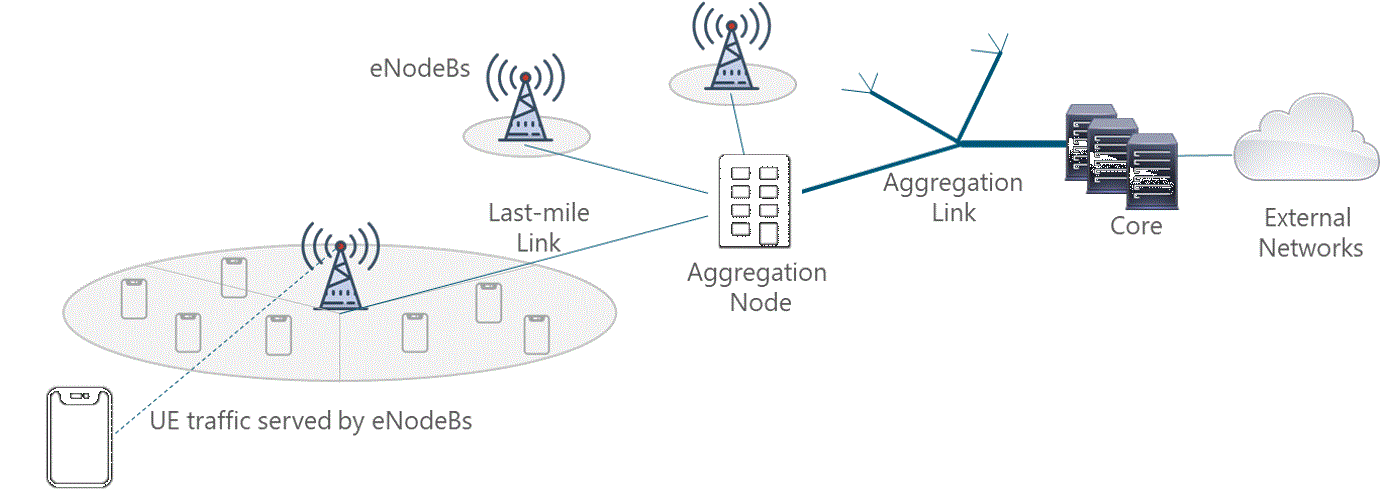 eNodeBs
Last-mile
Link
UE traffic served by eNodeBs
Aggregation
Node
Aggregation
Link
Core
External
Networks